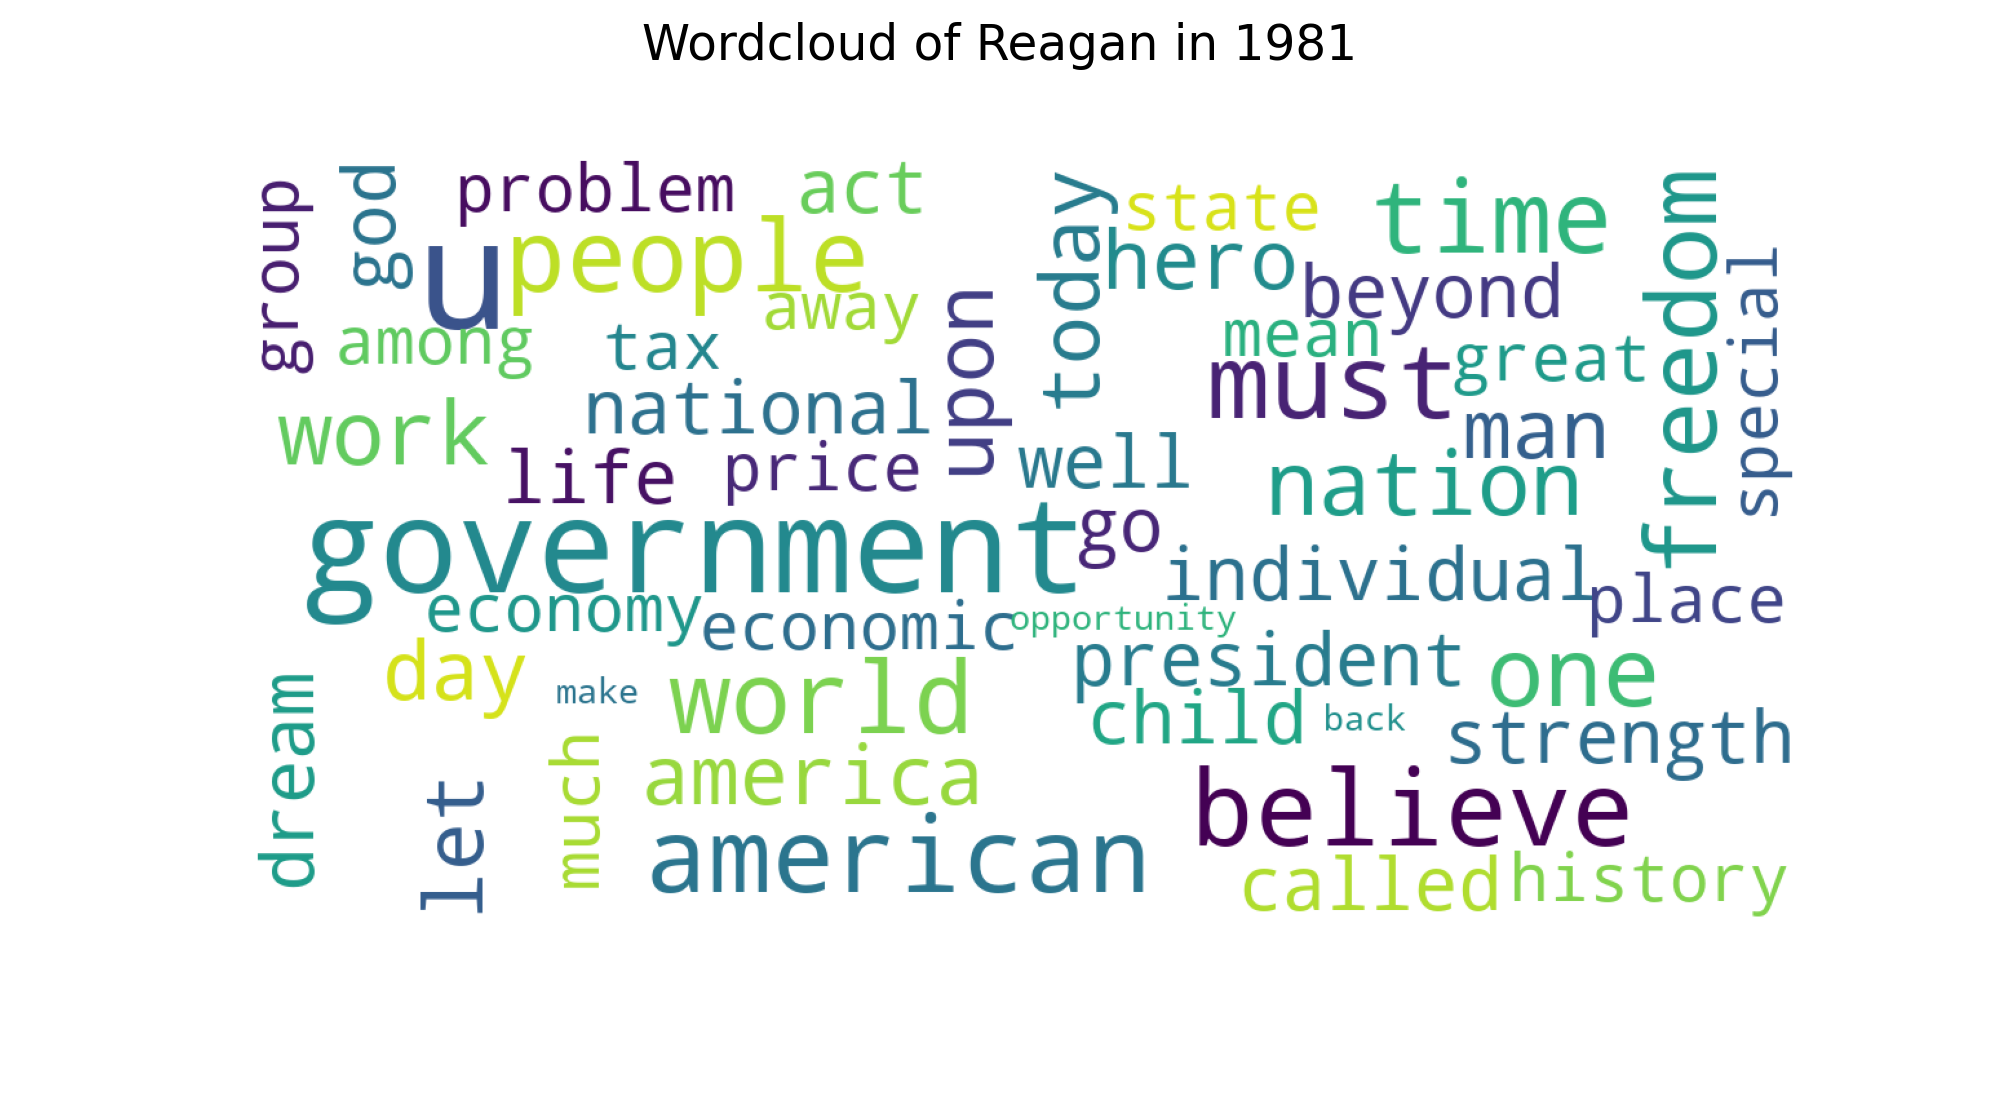 Wordcloud of Reagan in 1981
group
god
problem
act
u
people
away
among
tax
upon
today
state
hero
time
beyond
mean
must
great
freedom
special
work
national
life
price
well
man
nation
government
go
individual
place
economy
economic
opportunity
day
make
world
president
one
child
back
strength
dream
let
much
america
american
believe
called
history